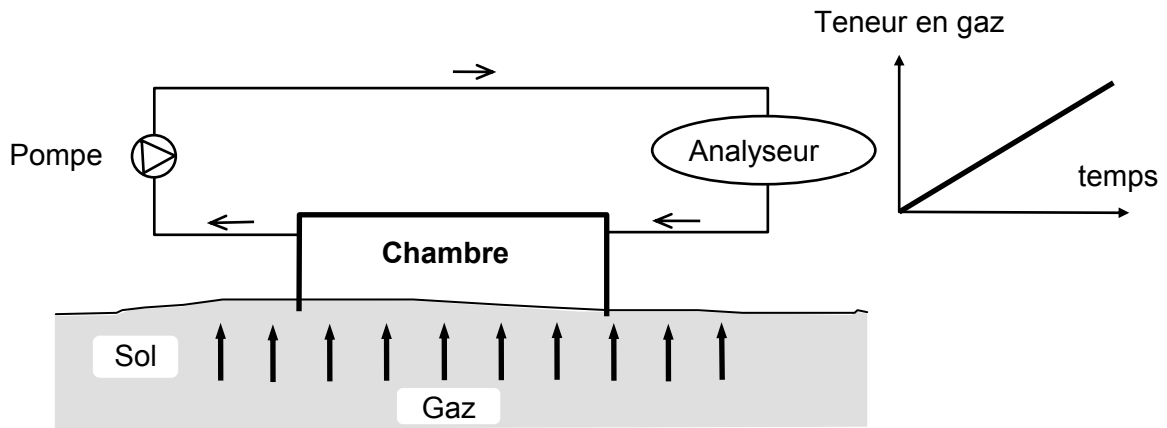 Teneur en gaz
Pompe
Analyseur
temps
Chambre
Sol
Gaz